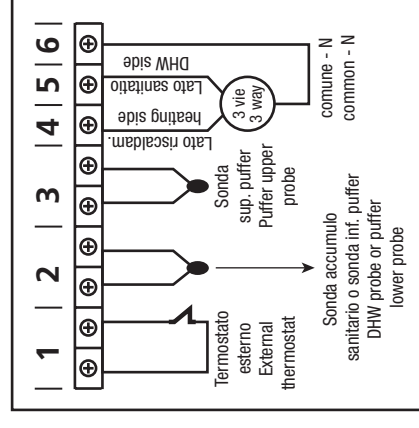 1
2
3
4
5
6
Termostato
esterno
External
thermostat
Sonda accumulo
sanitario o sonda inf. puffer
DHW probe or puffer
lower probe
Sonda
sup. puffer
Puffer upper
probe
Lato riscaldam.
heating side
Lato sanitatio
DHW side
3 vie
3 way
comune - N
common - N